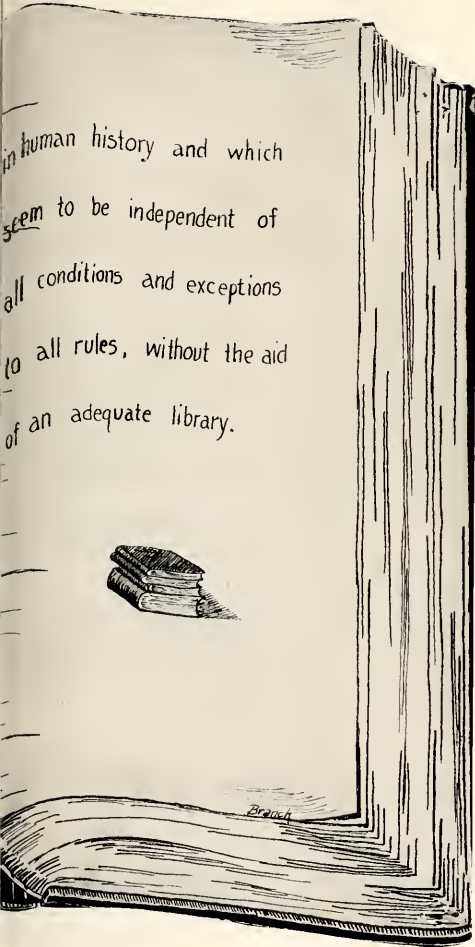 in human history and which
seem to be independent of
all conditions and exceptions
to all rules, without the aid
of an adequate library.
Branch